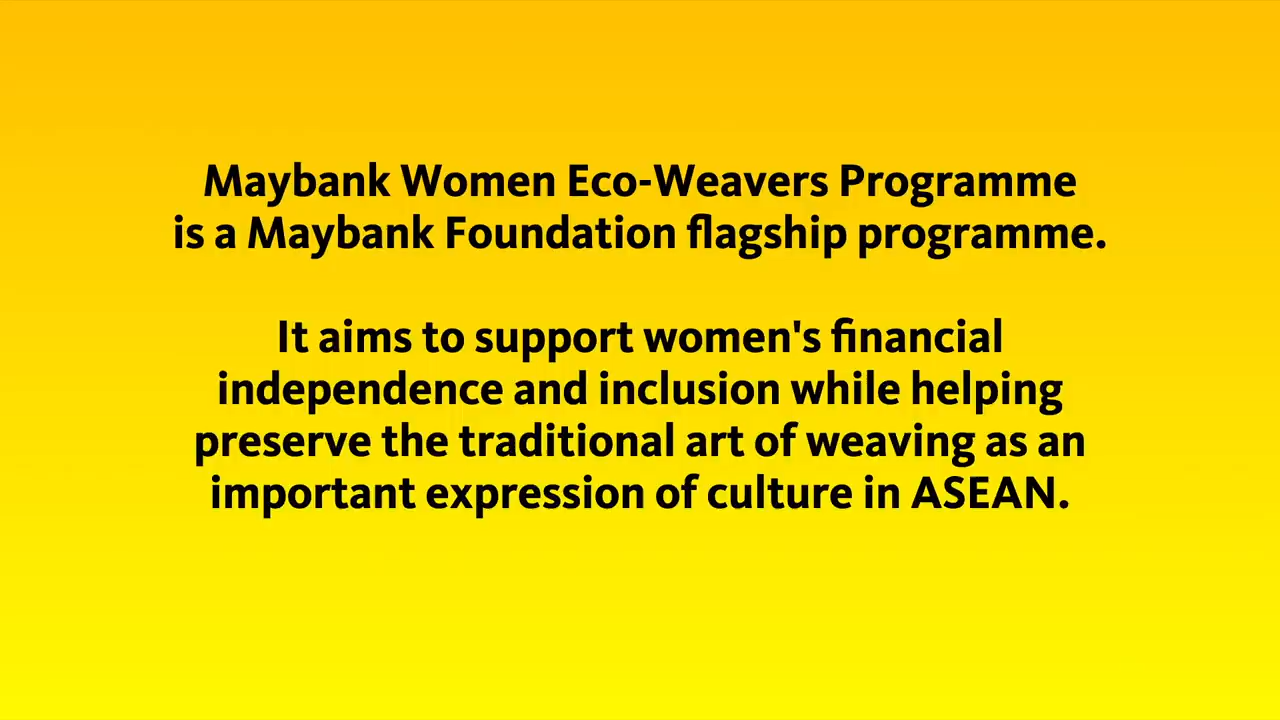 Maybank Women Eco-Weavers Programme
is a Maybank Foundation flagship programme.
It aims to support women's financial
independence and inclusion while helping
preserve the traditional art of weaving as an
important expression of culture in ASEAN.